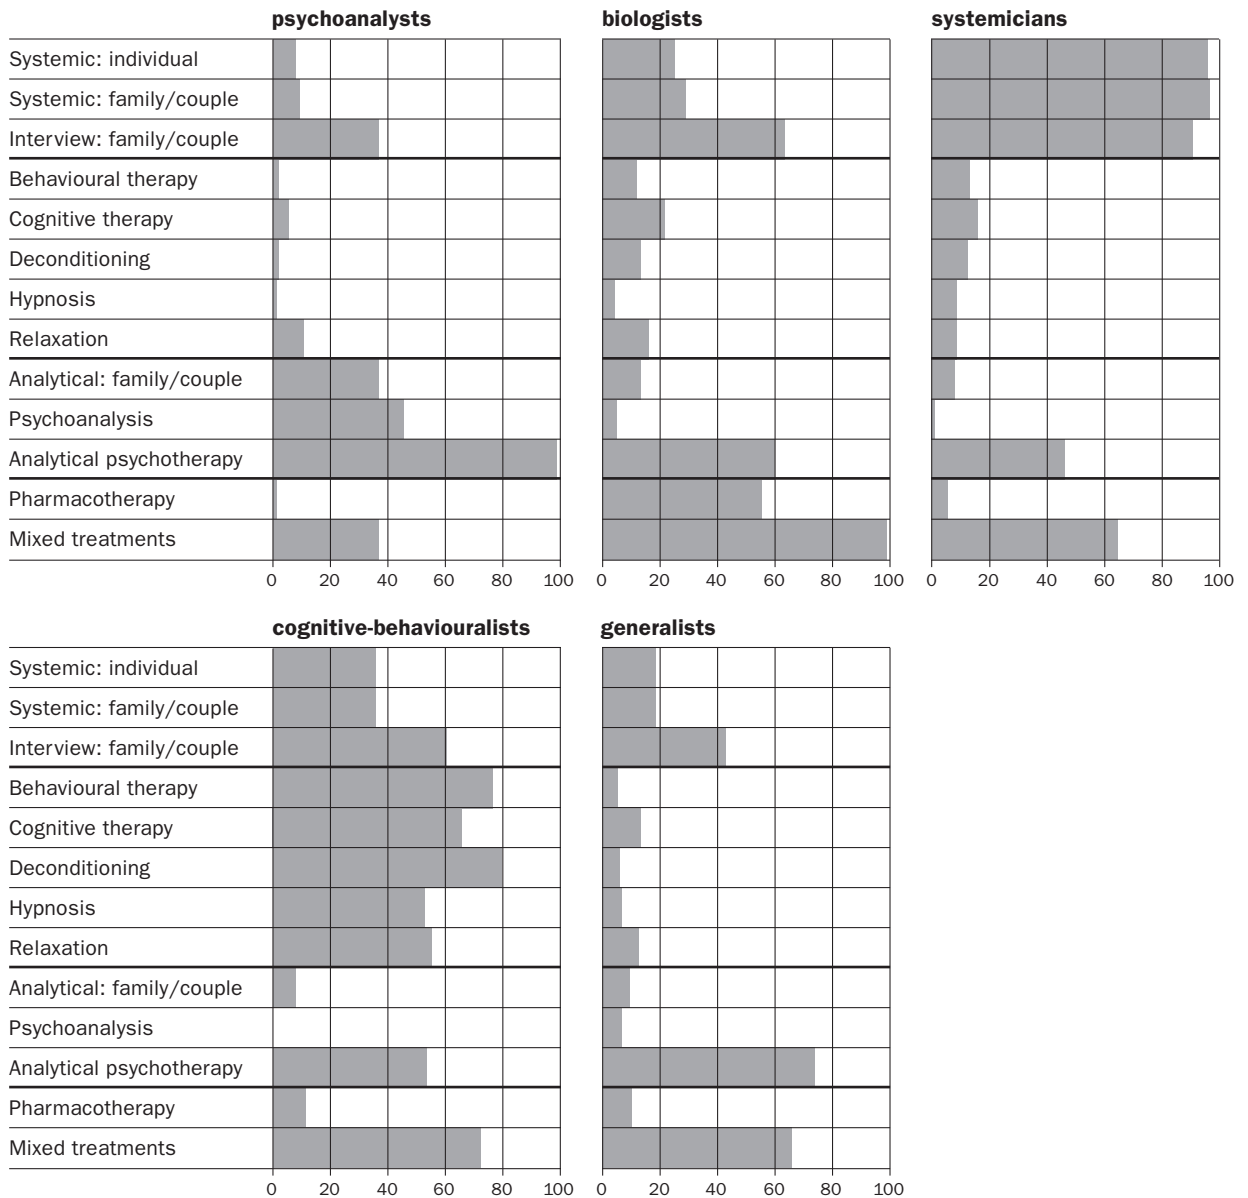 psychoanalysts biologists systemicians
Systemic: individual
Systemic: family/couple
Interview: family/couple
Behavioural therapy
Cognitive therapy
Deconditioning
Hypnosis
Relaxation
Analytical: family/couple
Psychoanalysis
Analytical psychotherapy
Pharmacotherapy
Mixed treatments
0 20 40 60 80 100 0 20 40 60 80 100 0 20 40 60 80 100
cognitive-behaviouralists generalists
Systemic: individual
Systemic: family/couple
Interview: family/couple
Behavioural therapy
Cognitive therapy
Deconditioning
Hypnosis
Relaxation
Analytical: family/couple
Psychoanalysis
Analytical psychotherapy
Pharmacotherapy
Mixed treatments
0 20 40 60 80 100 0 20 40 60 80 100